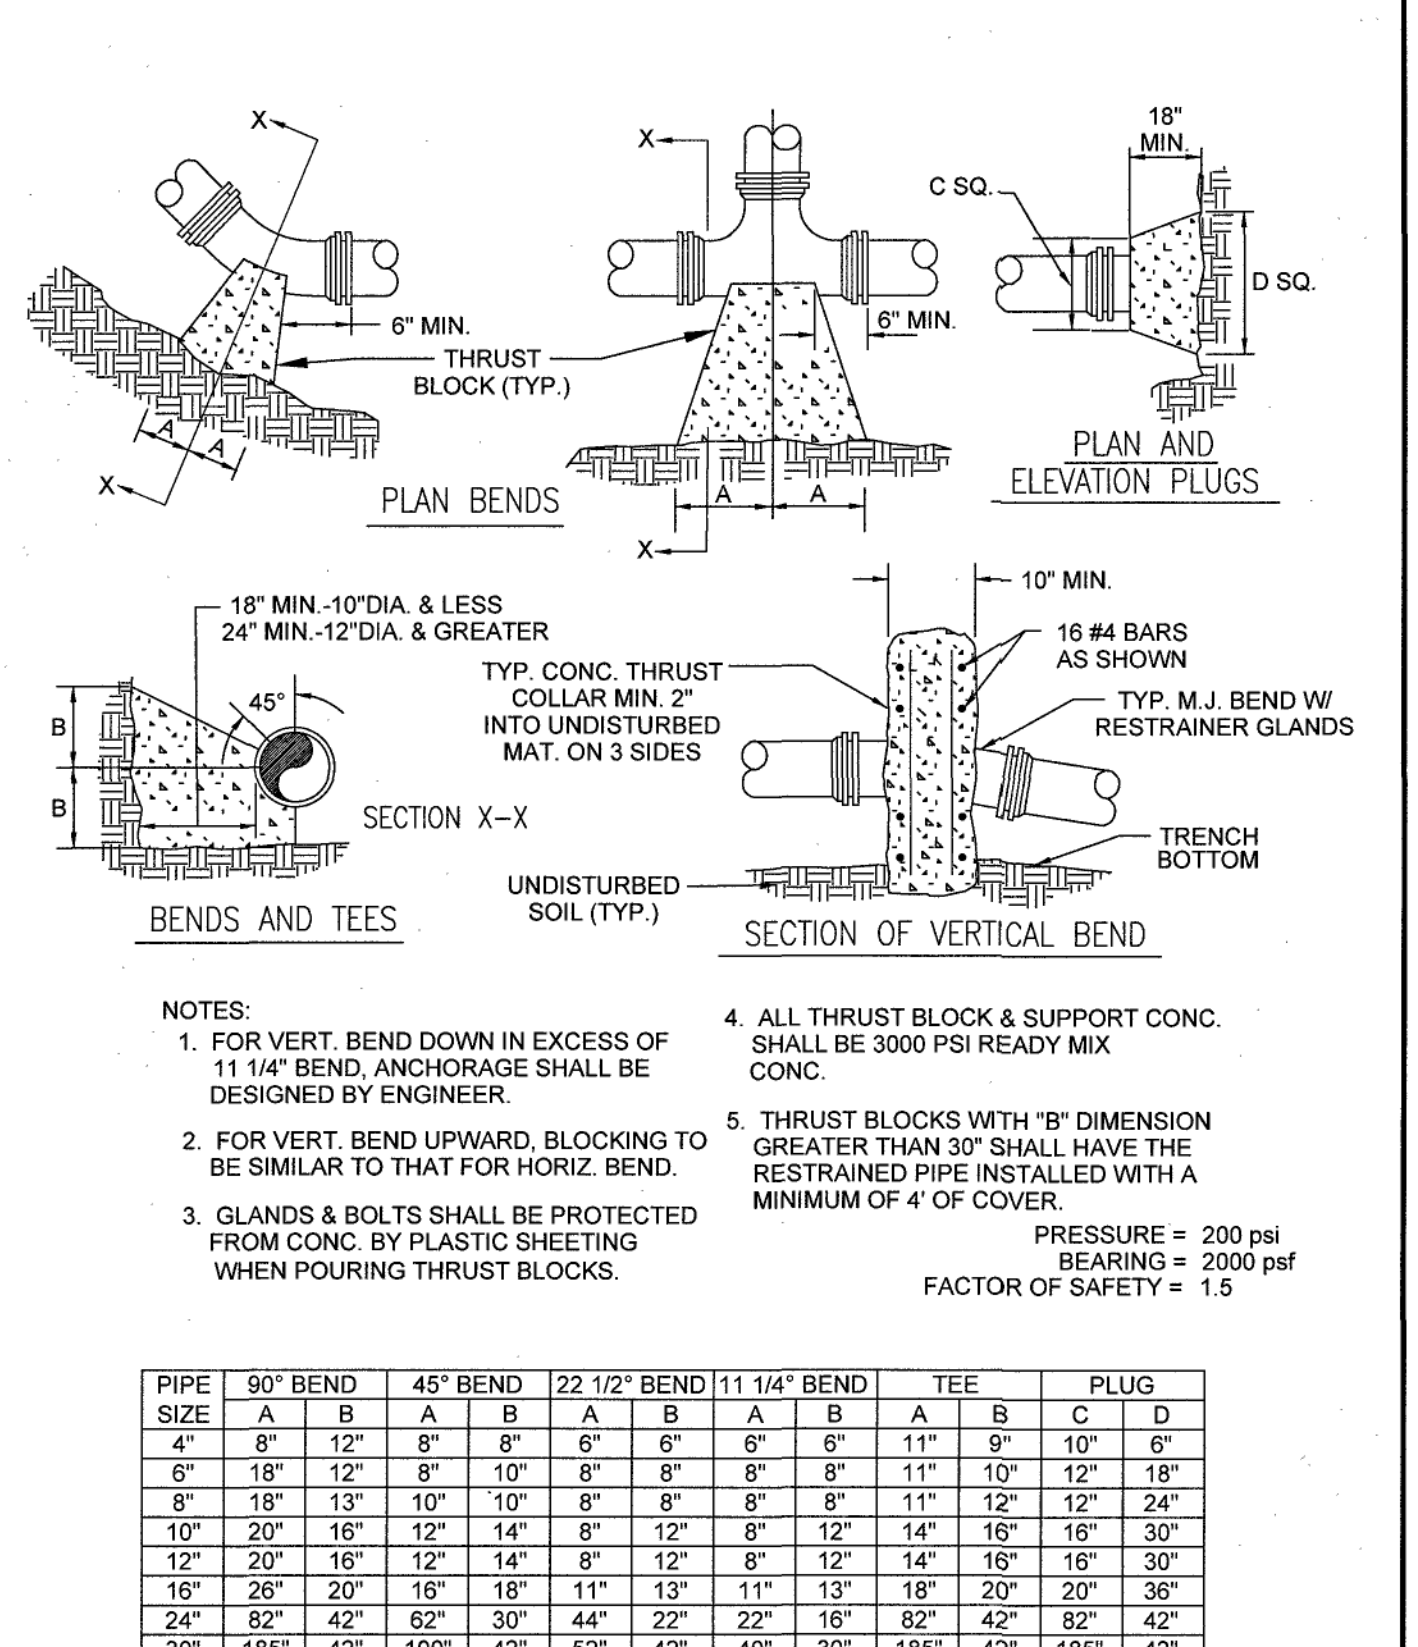 X
X
18"
MIN.
C SQ.
D SQ.
6" MIN.
6" MIN.
THRUST
BLOCK (TYP.)
A
A
X
PLAN BENDS
A
A
X
PLAN AND
ELEVATION PLUGS
18" MIN.-10"DIA. & LESS
24" MIN.-12"DIA. & GREATER
45°
B
B
SECTION X-X
BENDS AND TEES
10" MIN.
16 #4 BARS
AS SHOWN
TYP. CONC. THRUST
COLLAR MIN. 2"
INTO UNDISTURBED
MAT. ON 3 SIDES
TYP. M.J. BEND W/
RESTRAINER GLANDS
TRENCH
BOTTOM
UNDISTURBED
SOIL (TYP.)
SECTION OF VERTICAL BEND
NOTES:
1. FOR VERT. BEND DOWN IN EXCESS OF
11 1/4" BEND, ANCHORAGE SHALL BE
DESIGNED BY ENGINEER.
2. FOR VERT. BEND UPWARD, BLOCKING TO
BE SIMILAR TO THAT FOR HORIZ. BEND.
3. GLANDS & BOLTS SHALL BE PROTECTED
FROM CONC. BY PLASTIC SHEETING
WHEN POURING THRUST BLOCKS.
4. ALL THRUST BLOCK & SUPPORT CONC.
SHALL BE 3000 PSI READY MIX
CONC.
5. THRUST BLOCKS WITH "B" DIMENSION
GREATER THAN 30" SHALL HAVE THE
RESTRAINED PIPE INSTALLED WITH A
MINIMUM OF 4' OF COVER.
PRESSURE = 200 psi
BEARING = 2000 psf
FACTOR OF SAFETY = 1.5
PIPE 90° BEND 45° BEND 22 1/2° BEND 11 1/4° BEND TEE PLUG
SIZE A B A B A B A B A B C D
4" 8" 12" 8" 8" 6" 6" 6" 6" 11" 9" 10" 6"
6" 18" 12" 8" 10" 8" 8" 8" 8" 11" 10" 12" 18"
8" 18" 13" 10" 10" 8" 8" 8" 8" 11" 12" 12" 24"
10" 20" 16" 12" 14" 8" 12" 8" 12" 14" 16" 16" 30"
12" 20" 16" 12" 14" 8" 12" 8" 12" 14" 16" 16" 30"
16" 26" 20" 16" 18" 11" 13" 11" 13" 18" 20" 20" 36"
24" 82" 42" 62" 30" 44" 22" 22" 16" 82" 42" 82" 42"